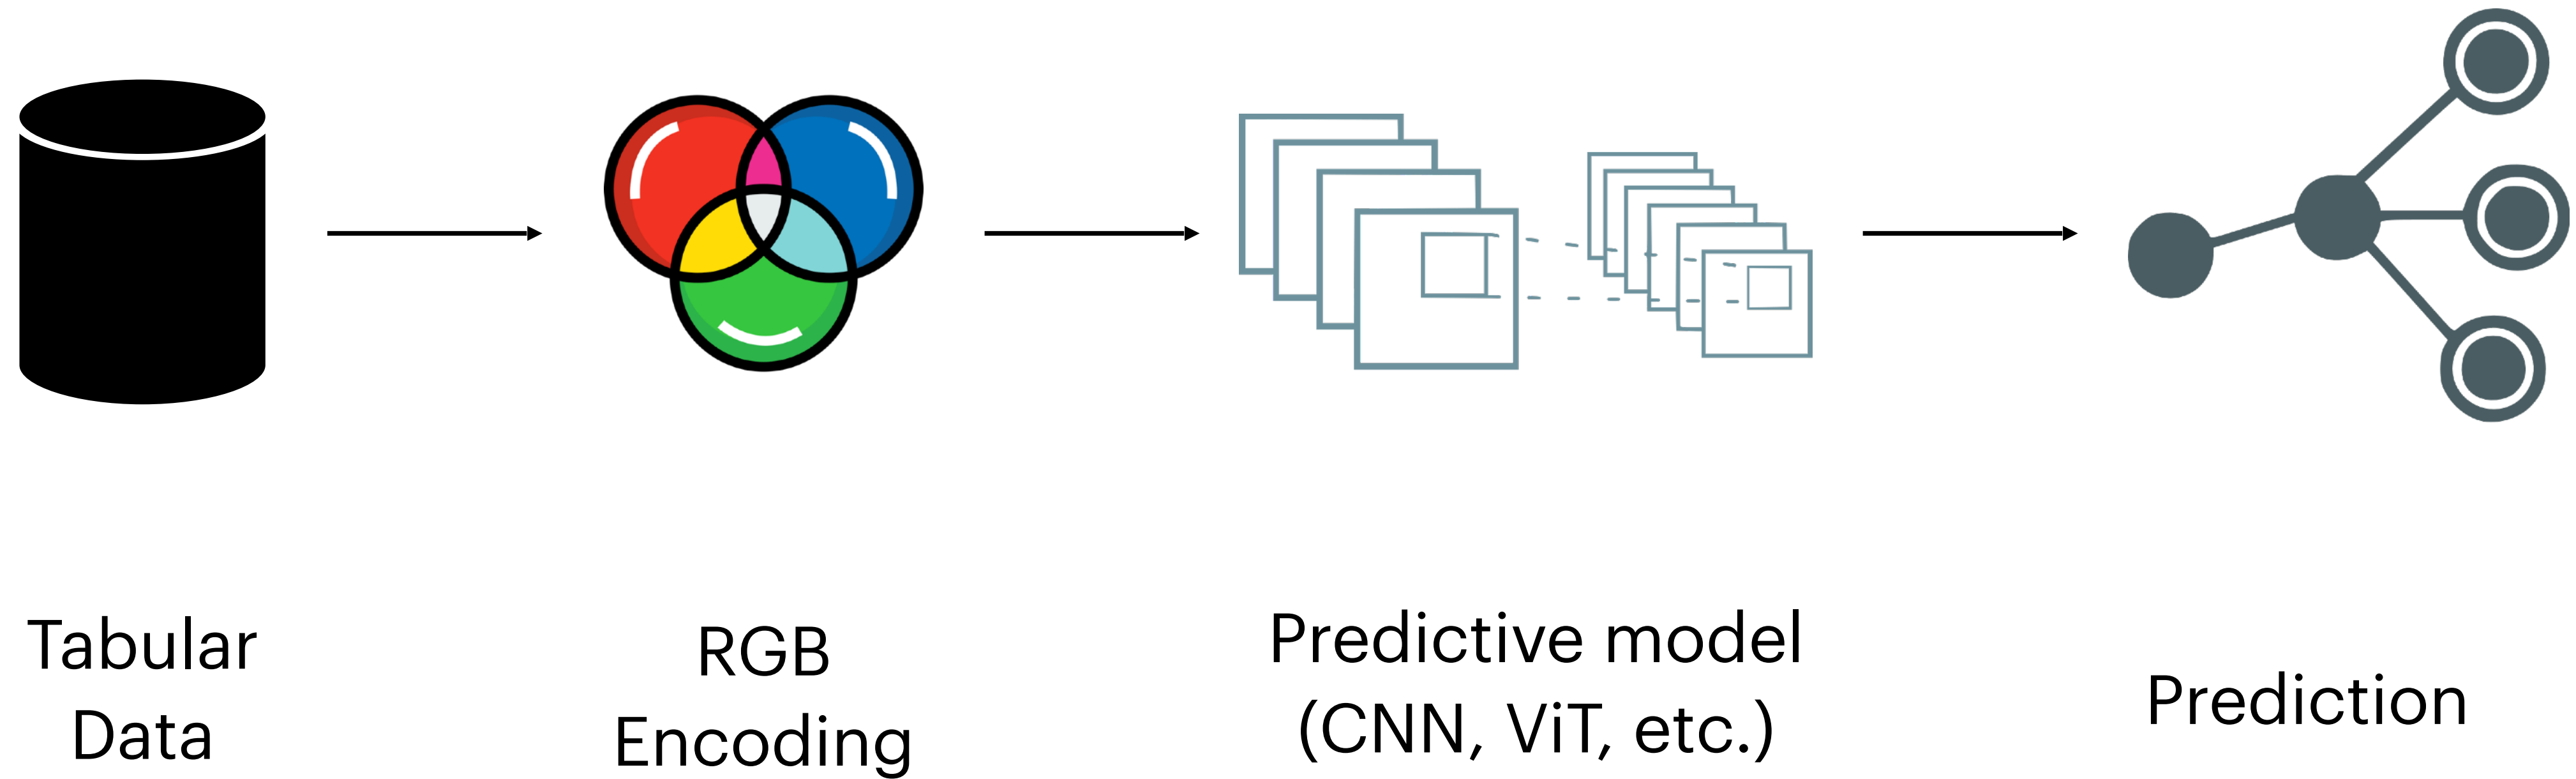 Tabular
Data
RGB
Encoding
Predictive model
(CNN, ViT, etc.)
Prediction